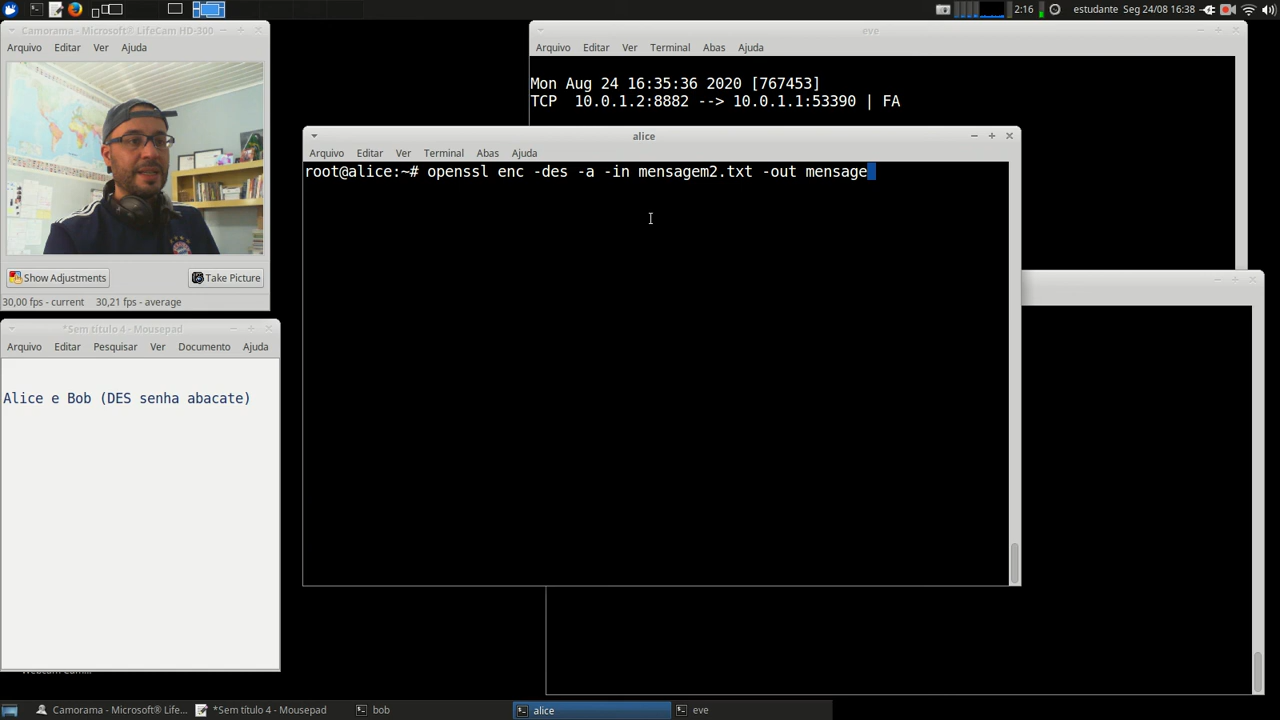 2:16
estudante Seg 24/08 16:38
Camorama - Microsoft® LifeCam HD-300
Arquivo Editar Ver Ajuda
Show Adjustments
Take Picture
30,00 fps - current 30,21 fps - average
eve
Arquivo Editar Ver Terminal Abas Ajuda
Mon Aug 24 16:35:36 2020 [767453]
TCP 10.0.1.2:8882 --> 10.0.1.1:53390 | FA
alice
Arquivo Editar Ver Terminal Abas Ajuda
root@alice:~# openssl enc -des -a -in mensagem2.txt -out mensage
*Sem título 4 - Mousepad
Arquivo Editar Pesquisar Ver Documento Ajuda
Alice e Bob (DES senha abacate)
Camorama - Microsoft® Life...
*Sem título 4 - Mousepad
bob
alice
eve